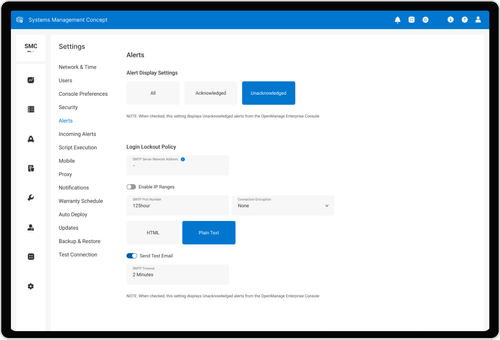 Systems Management Concept
SMC
Settings
Network & Time
Users
Console Preferences
Security
Alerts
Incoming Alerts
Script Execution
Mobile
Proxy
Notifications
Warranty Schedule
Auto Deploy
Updates
Backup & Restore
Test Connection
Alerts
Alert Display Settings
All
Acknowledged
Unacknowledged
NOTE: When checked, this setting displays Unacknowledged alerts from the OpenManage Enterprise Console
Login Lockout Policy
SMTP Server Network Address
--
Enable IP Ranges
SMTP Port Number
125hour
Connection Encryption
None
HTML
Plain Text
Send Test Email
SMTP Timeout
2 Minutes
NOTE: When checked, this setting displays Unacknowledged alerts from the OpenManage Enterprise Console